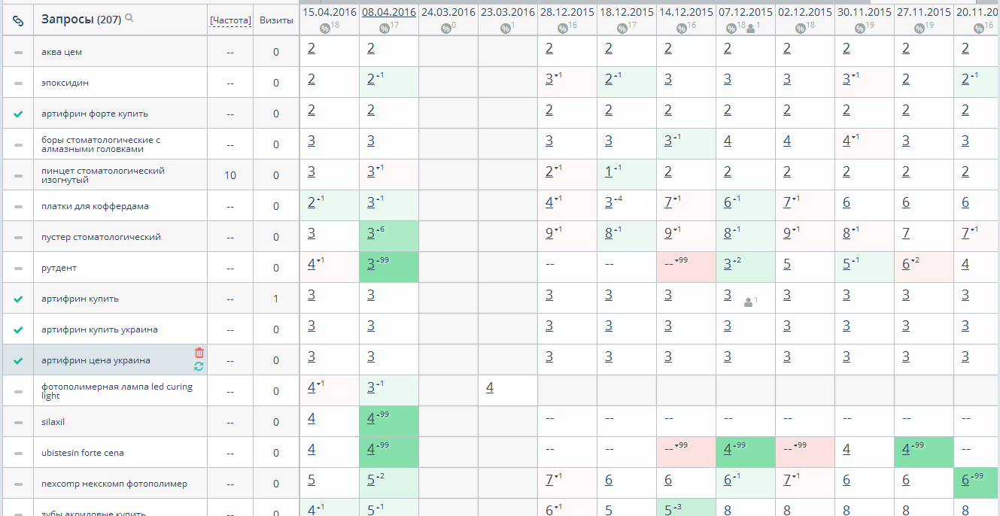 Запросы (207) [Частота] Визиты 15.04.2016 08.04.2016 24.03.2016 23.03.2016 28.12.2015 18.12.2015 14.12.2015 07.12.2015 02.12.2015 30.11.2015 27.11.2015 20.11.20
%18 %17 %0 %1 %16 %17 %16 %18 1 %18 %19 %19 %16
аква цем -- 0 2 2 2 2 2 2 2 2 2 2
эпоксидин -- 0 2 2 1 3 1 2 1 3 3 3 3 1 2 2 1
артифрин форте купить -- 0 2 2 2 2 2 2 2 2 2 2
боры стоматологические с
алмазными головками -- 0 3 3 3 3 3 1 4 4 4 1 3 3
пинцет стоматологический
изогнутый 10 0 3 3 1 2 1 1 1 2 2 2 2 2 2
платки для коффердама -- 0 2 1 3 1 4 1 3 4 7 1 6 1 7 1 6 6 6
пустер стоматологический -- 0 3 3 6 9 1 8 1 9 1 8 1 9 1 8 1 7 7 1
рутдент -- 0 4 1 3 99 -- -- -- 99 3 2 5 5 1 6 2 4
артифрин купить -- 1 3 3 3 3 3 3 1 3 3 3 3
артифрин купить украина -- 0 3 3 3 3 3 3 3 3 3 3
артифрин цена украина -- 0 3 3 3 3 3 3 3 3 3 3
фотополимерная лампа led curing
light -- 0 4 1 3 1 4
silaxil -- 0 4 4 99 -- -- -- -- -- -- -- --
ubistesin forte cena -- 0 4 4 99 -- -- -- 99 4 99 -- 99 4 4 99 --
nexcomp некскомп фотополимер -- 0 5 5 2 7 1 6 6 6 1 7 1 6 6 6 99
зубы акриловые купить -- 0 4 1 5 1 6 1 5 5 3 8 8 8 8 8